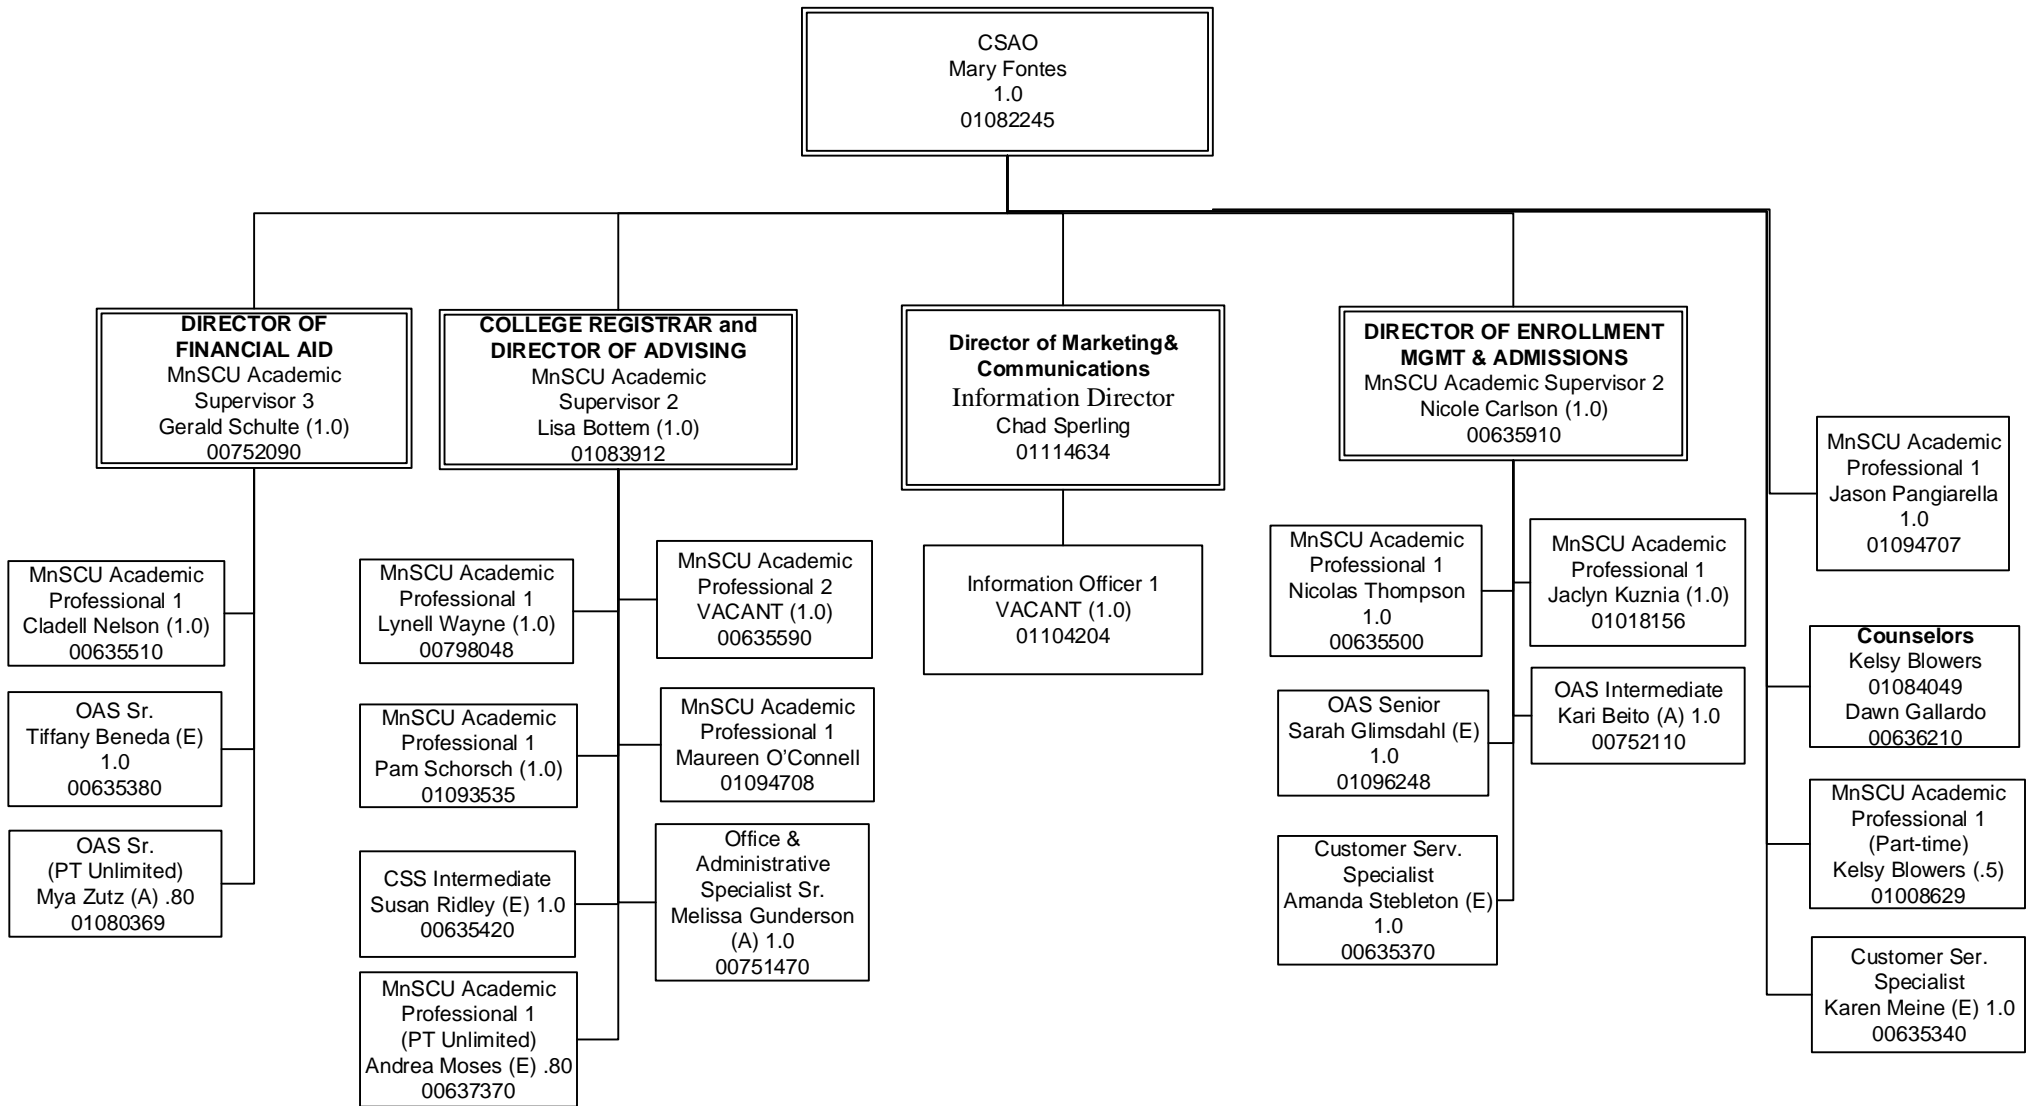 CSAO
Mary Fontes
1.0
01082245
DIRECTOR OF
FINANCIAL AID
MnSCU Academic
Supervisor 3
Gerald Schulte (1.0)
00752090
COLLEGE REGISTRAR and
DIRECTOR OF ADVISING
MnSCU Academic
Supervisor 2
Lisa Bottem (1.0)
01083912
Director of Marketing&
Communications
Information Director
Chad Sperling
01114634
DIRECTOR OF ENROLLMENT
MGMT & ADMISSIONS
MnSCU Academic Supervisor 2
Nicole Carlson (1.0)
00635910
MnSCU Academic
Professional 1
Cladell Nelson (1.0)
00635510
OAS Sr.
Tiffany Beneda (E)
1.0
00635380
OAS Sr.
(PT Unlimited)
Mya Zutz (A) .80
01080369
MnSCU Academic
Professional 1
Lynell Wayne (1.0)
00798048
MnSCU Academic
Professional 2
VACANT (1.0)
00635590
MnSCU Academic
Professional 1
Pam Schorsch (1.0)
01093535
MnSCU Academic
Professional 1
Maureen O’Connell
01094708
CSS Intermediate
Susan Ridley (E) 1.0
00635420
Office &
Administrative
Specialist Sr.
Melissa Gunderson
(A) 1.0
00751470
MnSCU Academic
Professional 1
(PT Unlimited)
Andrea Moses (E) .80
00637370
Information Officer 1
VACANT (1.0)
01104204
MnSCU Academic
Professional 1
Nicolas Thompson
1.0
00635500
MnSCU Academic
Professional 1
Jaclyn Kuznia (1.0)
01018156
OAS Senior
Sarah Glimsdahl (E)
1.0
01096248
OAS Intermediate
Kari Beito (A) 1.0
00752110
Customer Serv.
Specialist
Amanda Stebleton (E)
1.0
00635370
MnSCU Academic
Professional 1
Jason Pangiarella
1.0
01094707
Counselors
Kelsy Blowers
01084049
Dawn Gallardo
00636210
MnSCU Academic
Professional 1
(Part-time)
Kelsy Blowers (.5)
01008629
Customer Ser.
Specialist
Karen Meine (E) 1.0
00635340